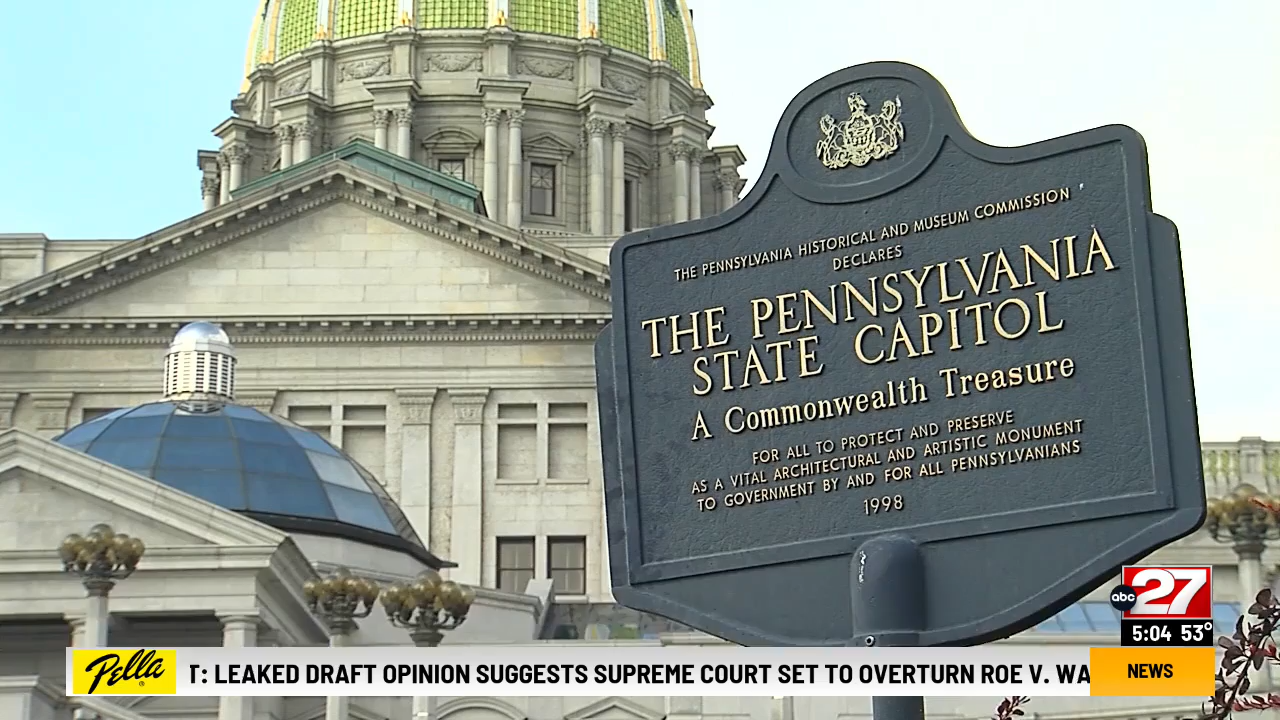 THE PENNSYLVANIA HISTORICAL AND MUSEUM COMMISSION
DECLARES
THE PENNSYLVANIA
STATE CAPITOL
A Commonwealth Treasure
FOR ALL TO PROTECT AND PRESERVE
AS A VITAL ARCHITECTURAL AND ARTISTIC MONUMENT
TO GOVERNMENT BY AND FOR ALL PENNSYLVANIANS
1998
abc 27
5:04 53°
Pella ®
T: LEAKED DRAFT OPINION SUGGESTS SUPREME COURT SET TO OVERTURN ROE V. WA
NEWS